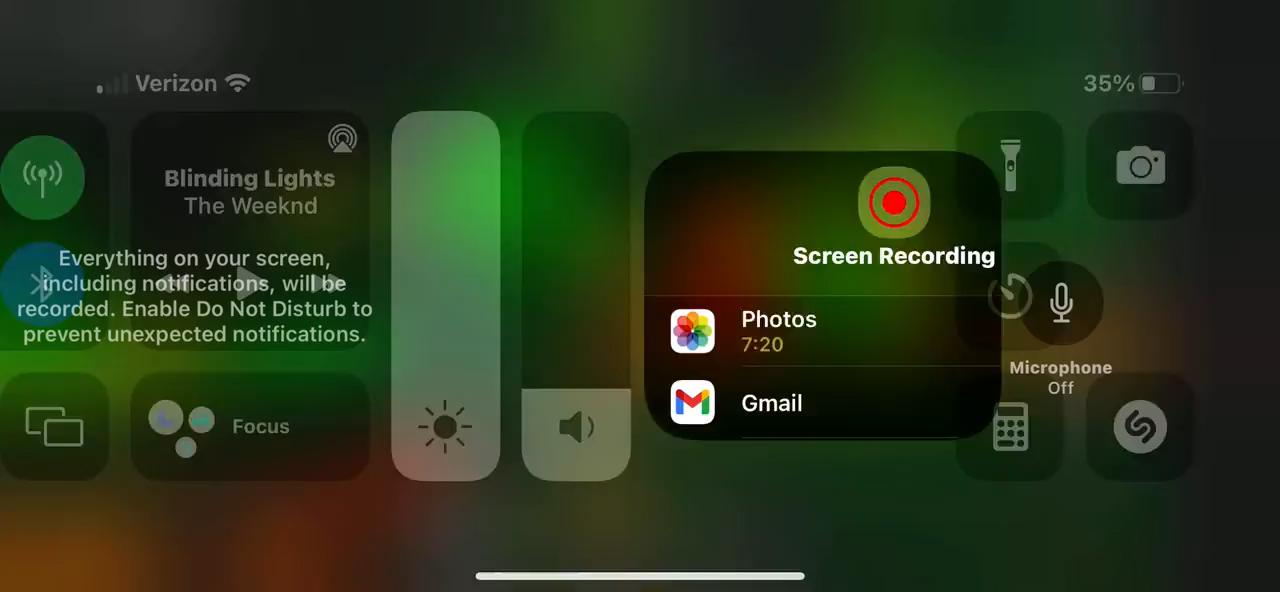 Verizon
35%
Blinding Lights
The Weeknd
Everything on your screen,
including notifications, will be
recorded. Enable Do Not Disturb to
prevent unexpected notifications.
Focus
Screen Recording
Photos
7:20
Gmail
Microphone
Off